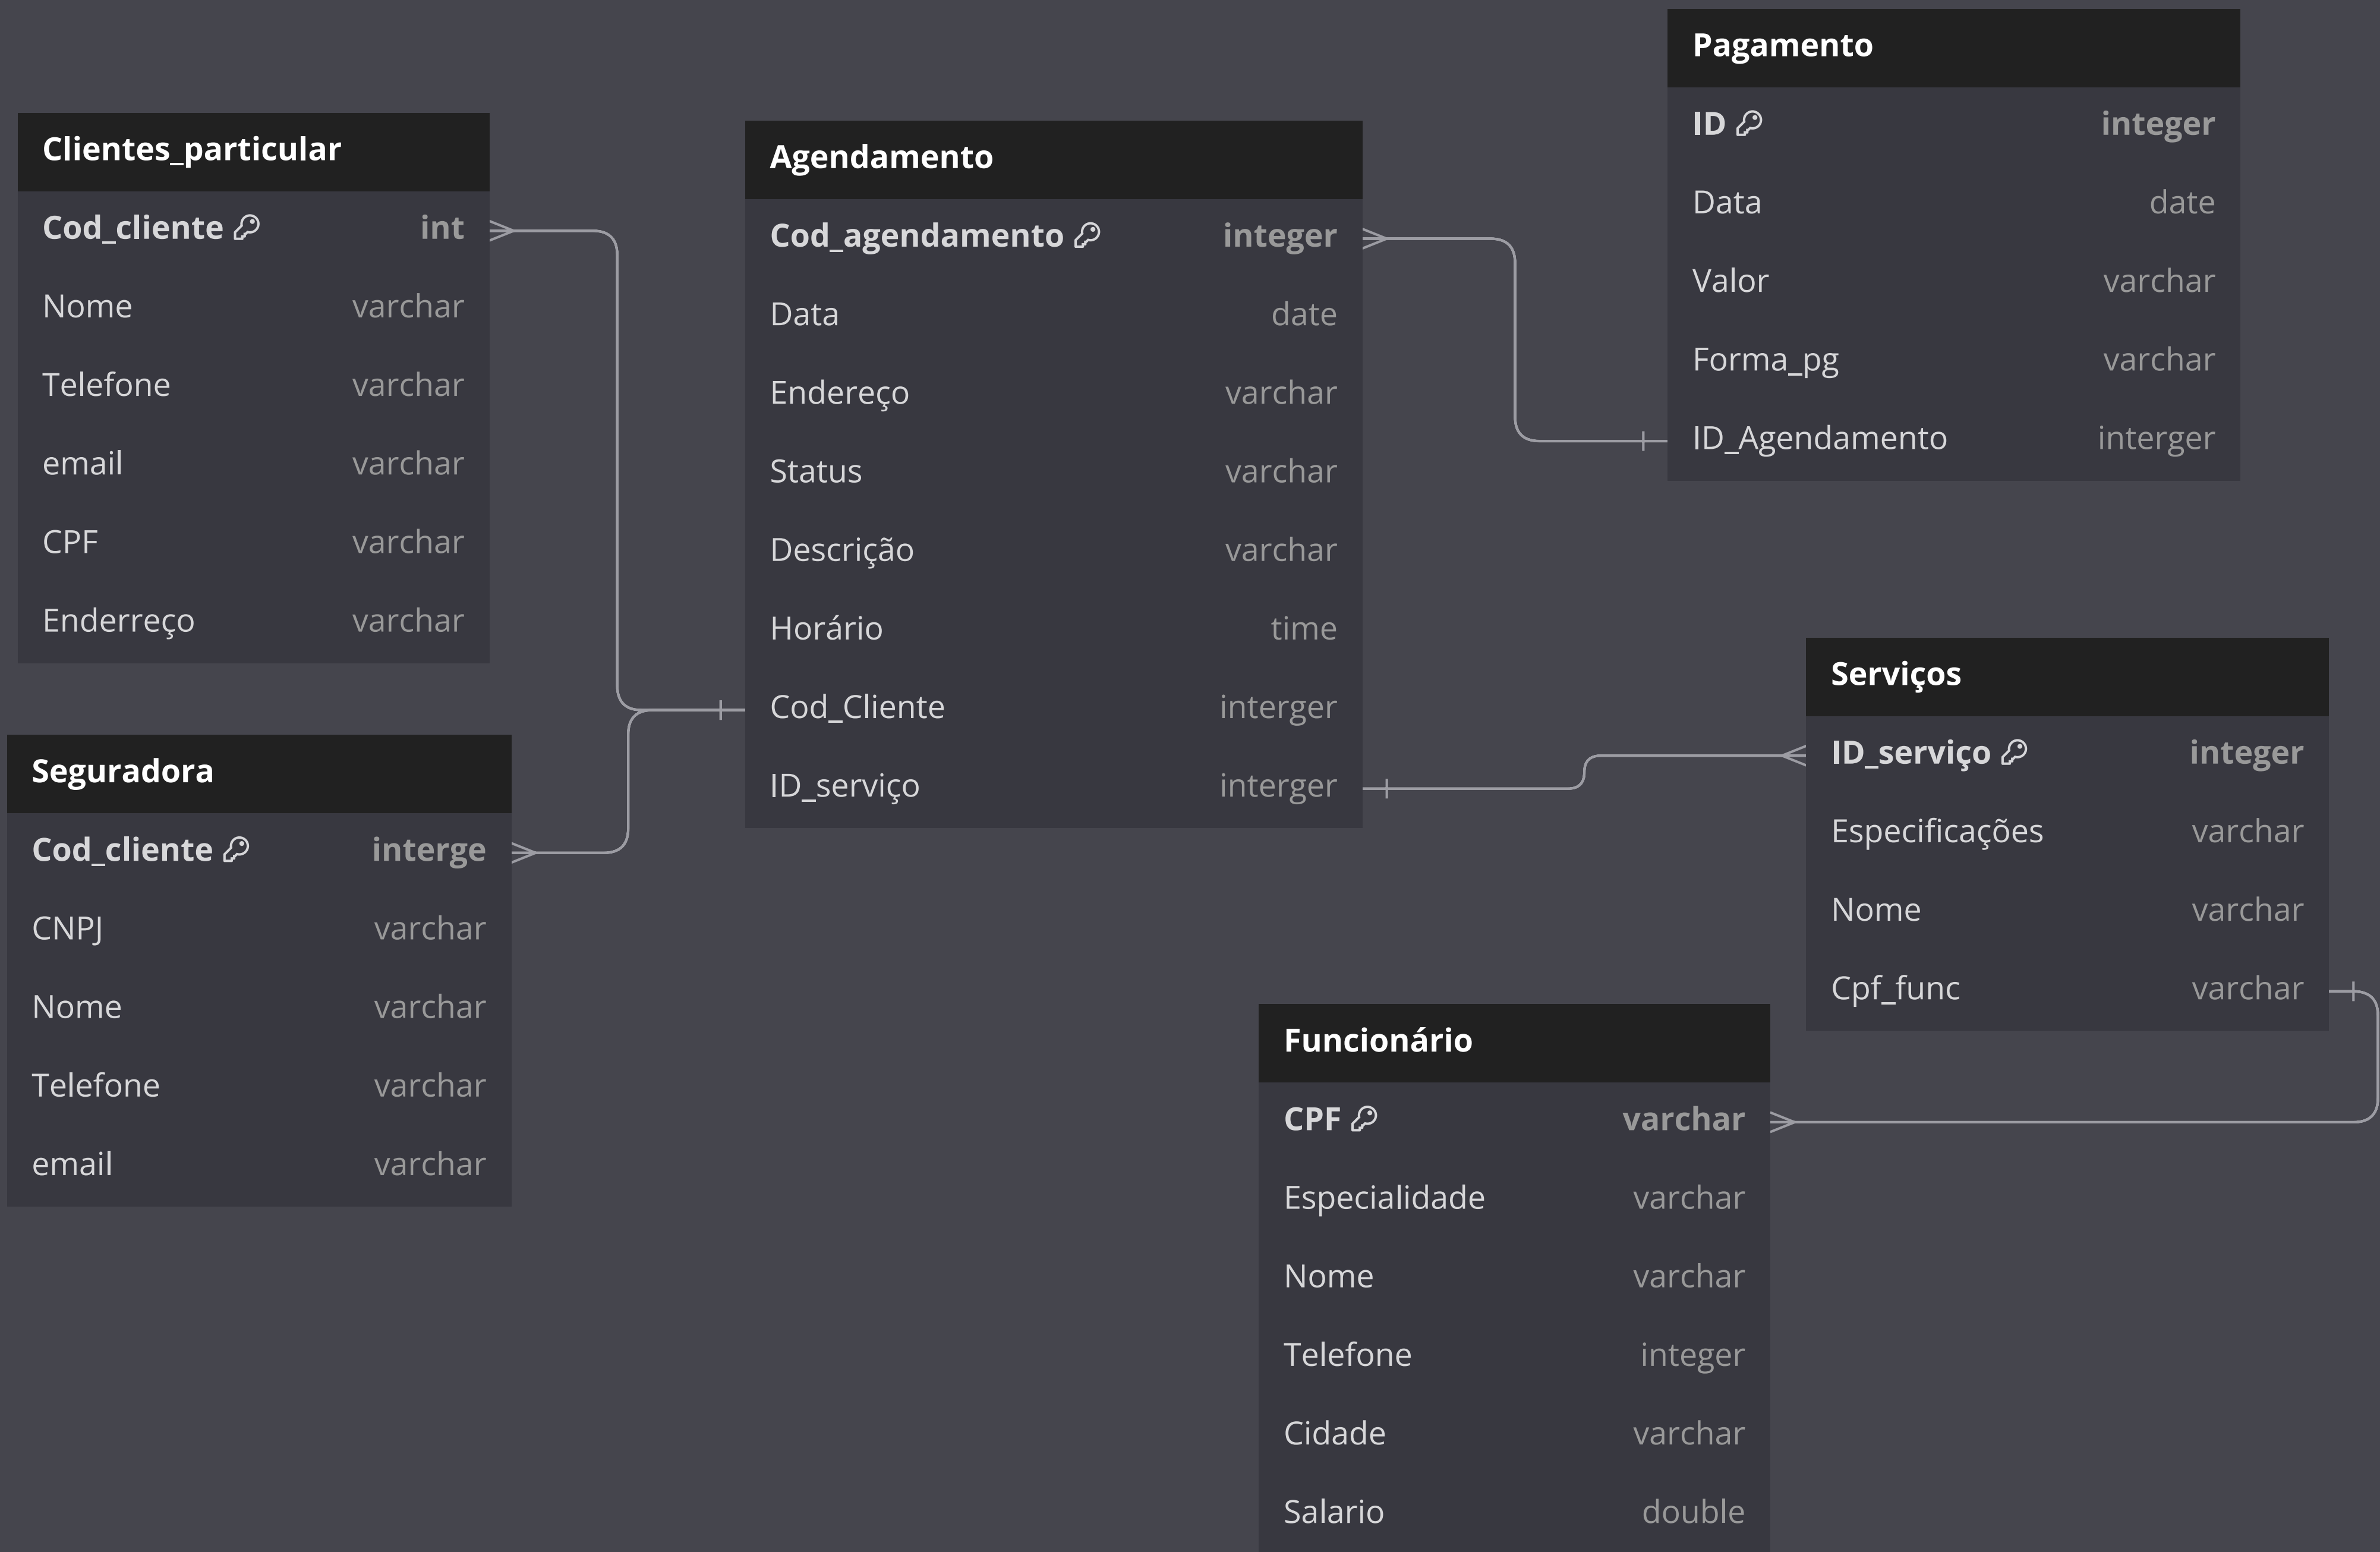 Clientes_particular
Cod_cliente int
Nome varchar
Telefone varchar
email varchar
CPF varchar
Enderreço varchar
Seguradora
Cod_cliente interge
CNPJ varchar
Nome varchar
Telefone varchar
email varchar
Agendamento
Cod_agendamento integer
Data date
Endereço varchar
Status varchar
Descrição varchar
Horário time
Cod_Cliente interger
ID_serviço interger
Pagamento
ID integer
Data date
Valor varchar
Forma_pg varchar
ID_Agendamento interger
Serviços
ID_serviço integer
Especificações varchar
Nome varchar
Cpf_func varchar
Funcionário
CPF varchar
Especialidade varchar
Nome varchar
Telefone integer
Cidade varchar
Salario double